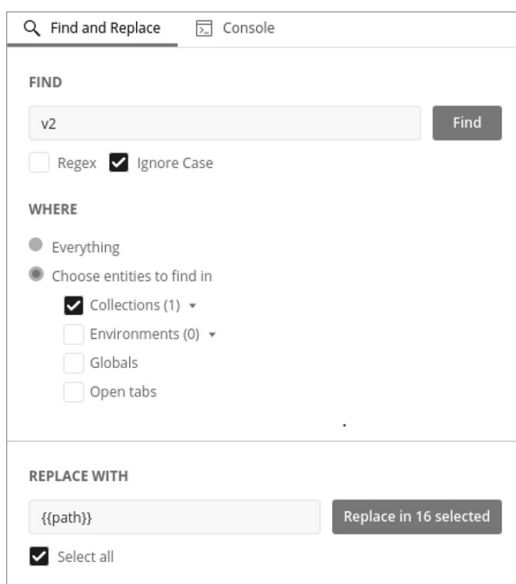 Find and Replace Console
FIND
v2 Find
Regex Ignore Case
WHERE
Everything
Choose entities to find in
Collections (1)
Environments (0)
Globals
Open tabs
REPLACE WITH
{{path}} Replace in 16 selected
Select all